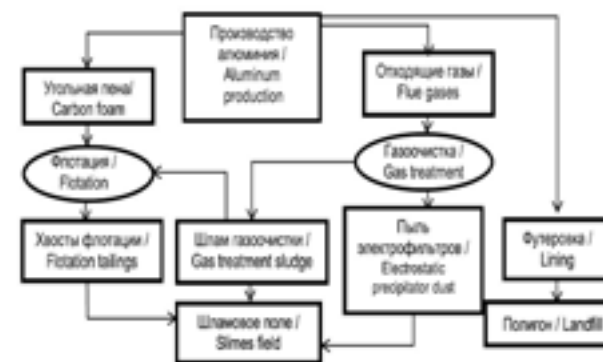 Производство
алюминия /
Aluminum
production
Угольная пена/
Carbon foam
Отходящие газы /
Flue gases
Флотация /
Flotation
Газоочистка /
Gas treatment
Хвосты флотации /
Flotation tailings
Шлам газоочистки /
Gas treatment sludge
Пыль
электрофильтров /
Electrostatic
precipitator dust
Футеровка /
Lining
Шламовое поле /
Slimes field
Полигон / Landfill